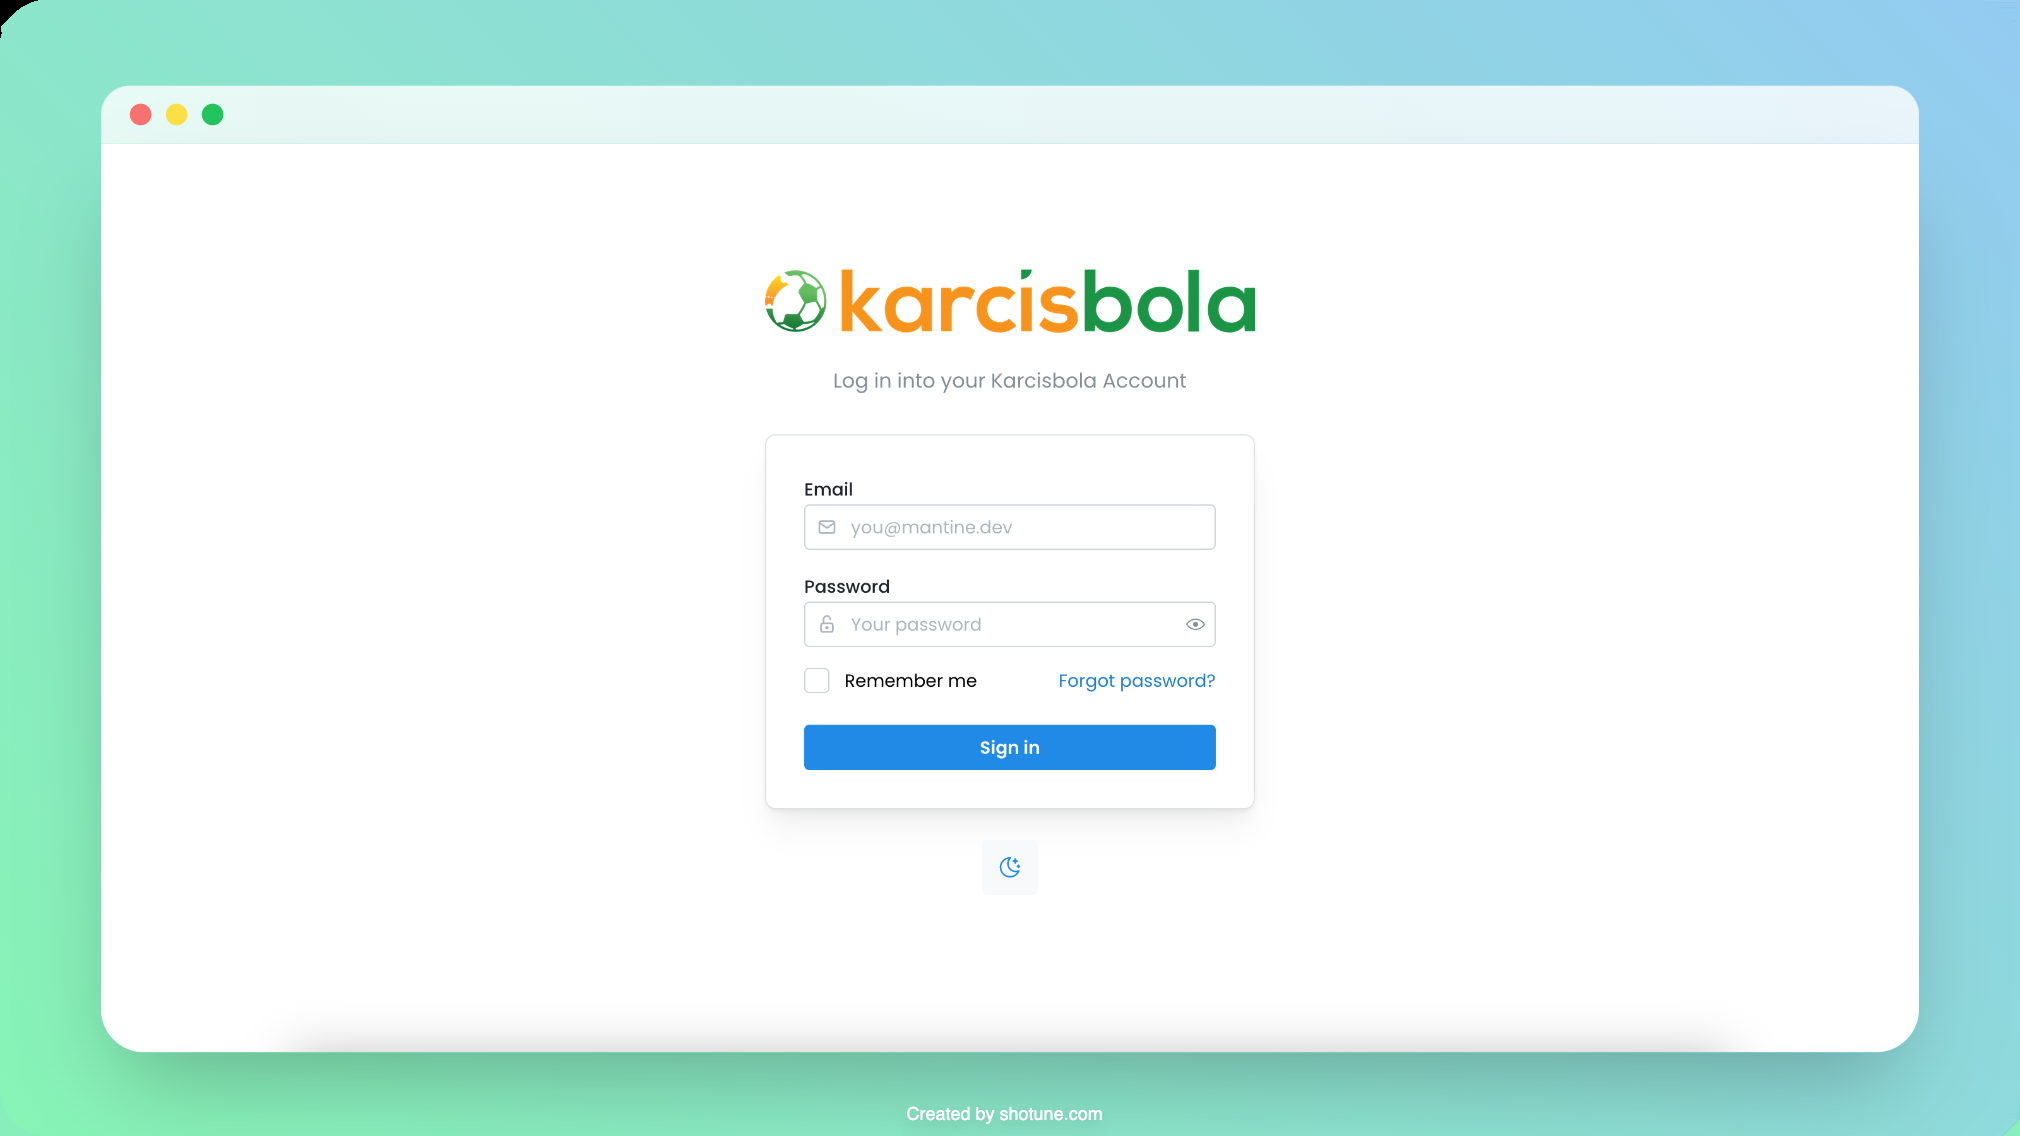 karcisbola
Log in into your Karcisbola Account
Email
you@mantine.dev
Password
Your password
Remember me
Forgot password?
Sign in
Created by shotune.com